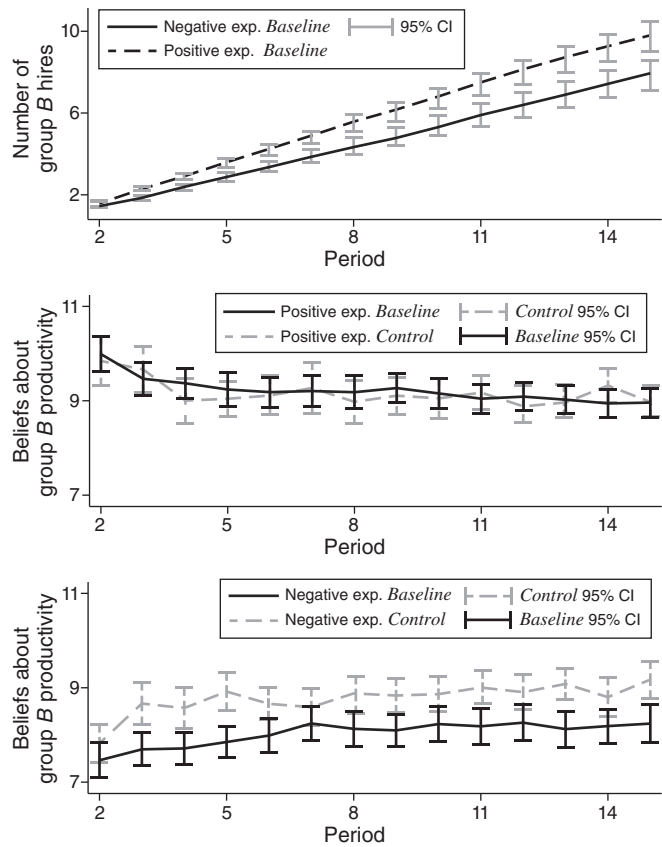 Number of
group B hires
10
6
2
Negative exp. Baseline 95% CI
Positive exp. Baseline
2 5 8 11 14
Period
Beliefs about
group B productivity
11
9
7
Positive exp. Baseline Control 95% CI
Positive exp. Control Baseline 95% CI
2 5 8 11 14
Period
Beliefs about
group B productivity
11
9
7
Negative exp. Baseline Control 95% CI
Negative exp. Control Baseline 95% CI
2 5 8 11 14
Period